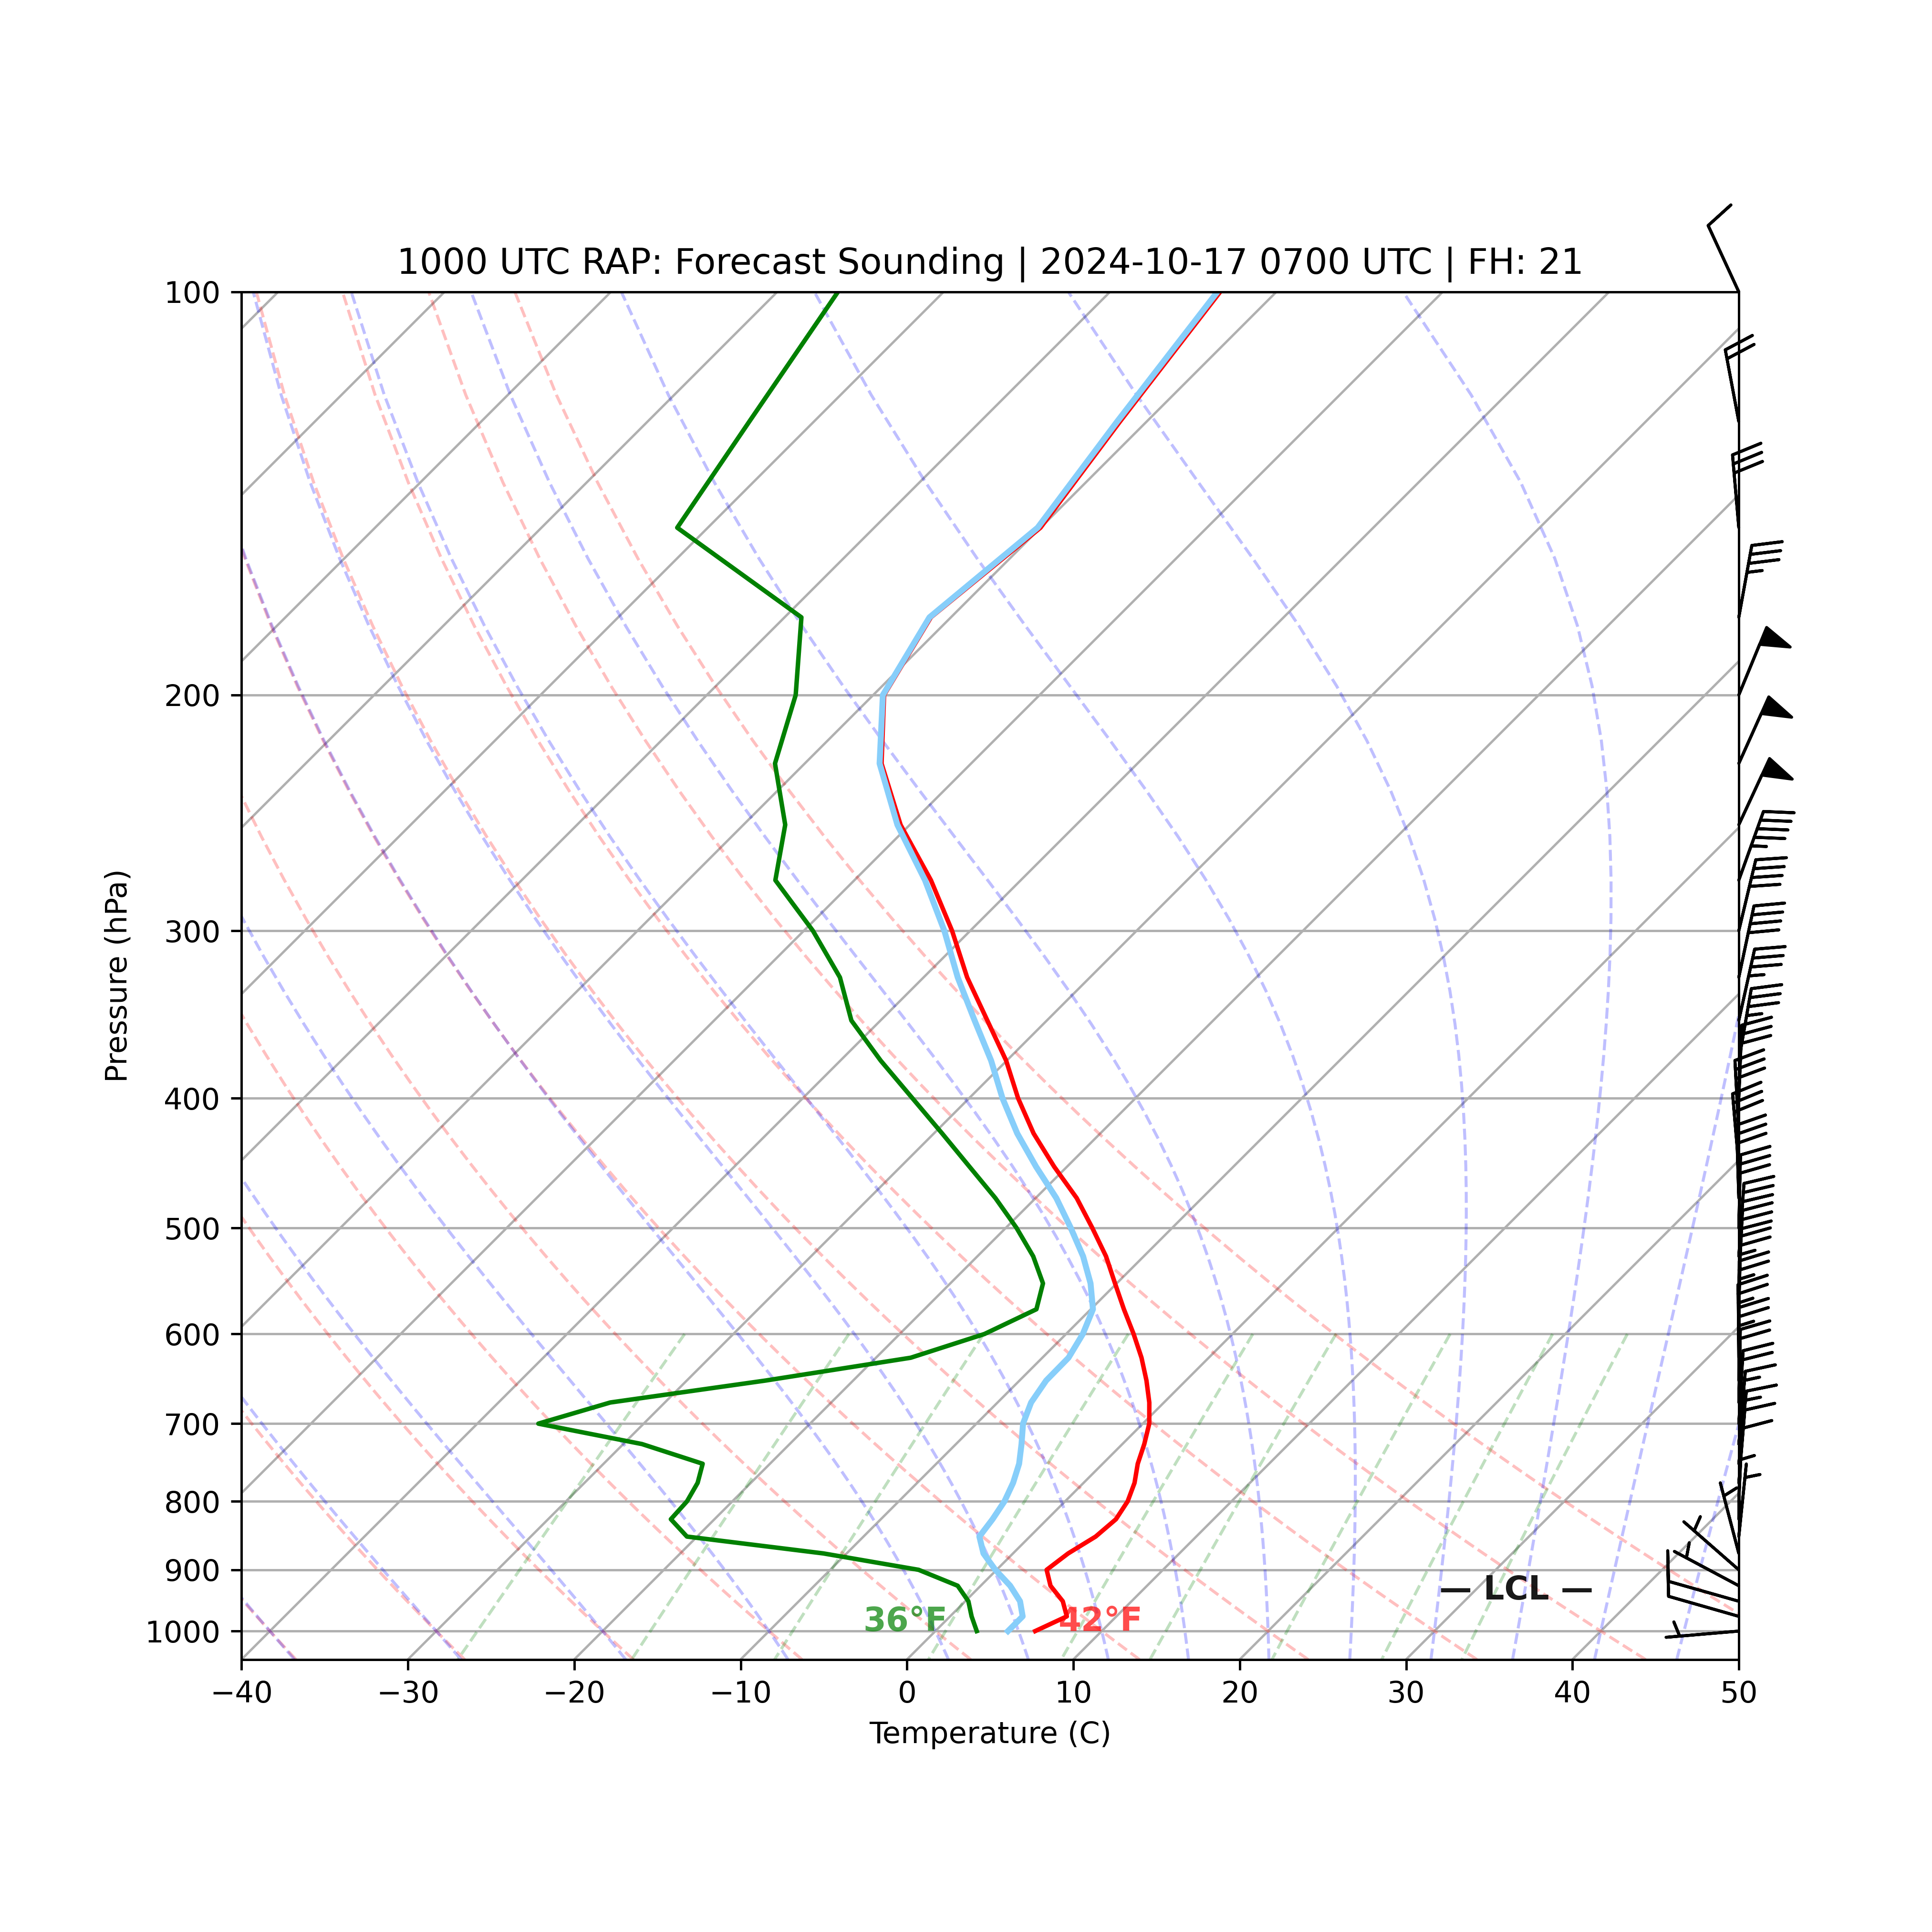 1000 UTC RAP: Forecast Sounding | 2024-10-17 0700 UTC | FH: 21
100
200
300
400
500
600
700
800
900
1000
Pressure (hPa)
— LCL —
36°F
42°F
−40 −30 −20 −10 0 10 20 30 40 50
Temperature (C)